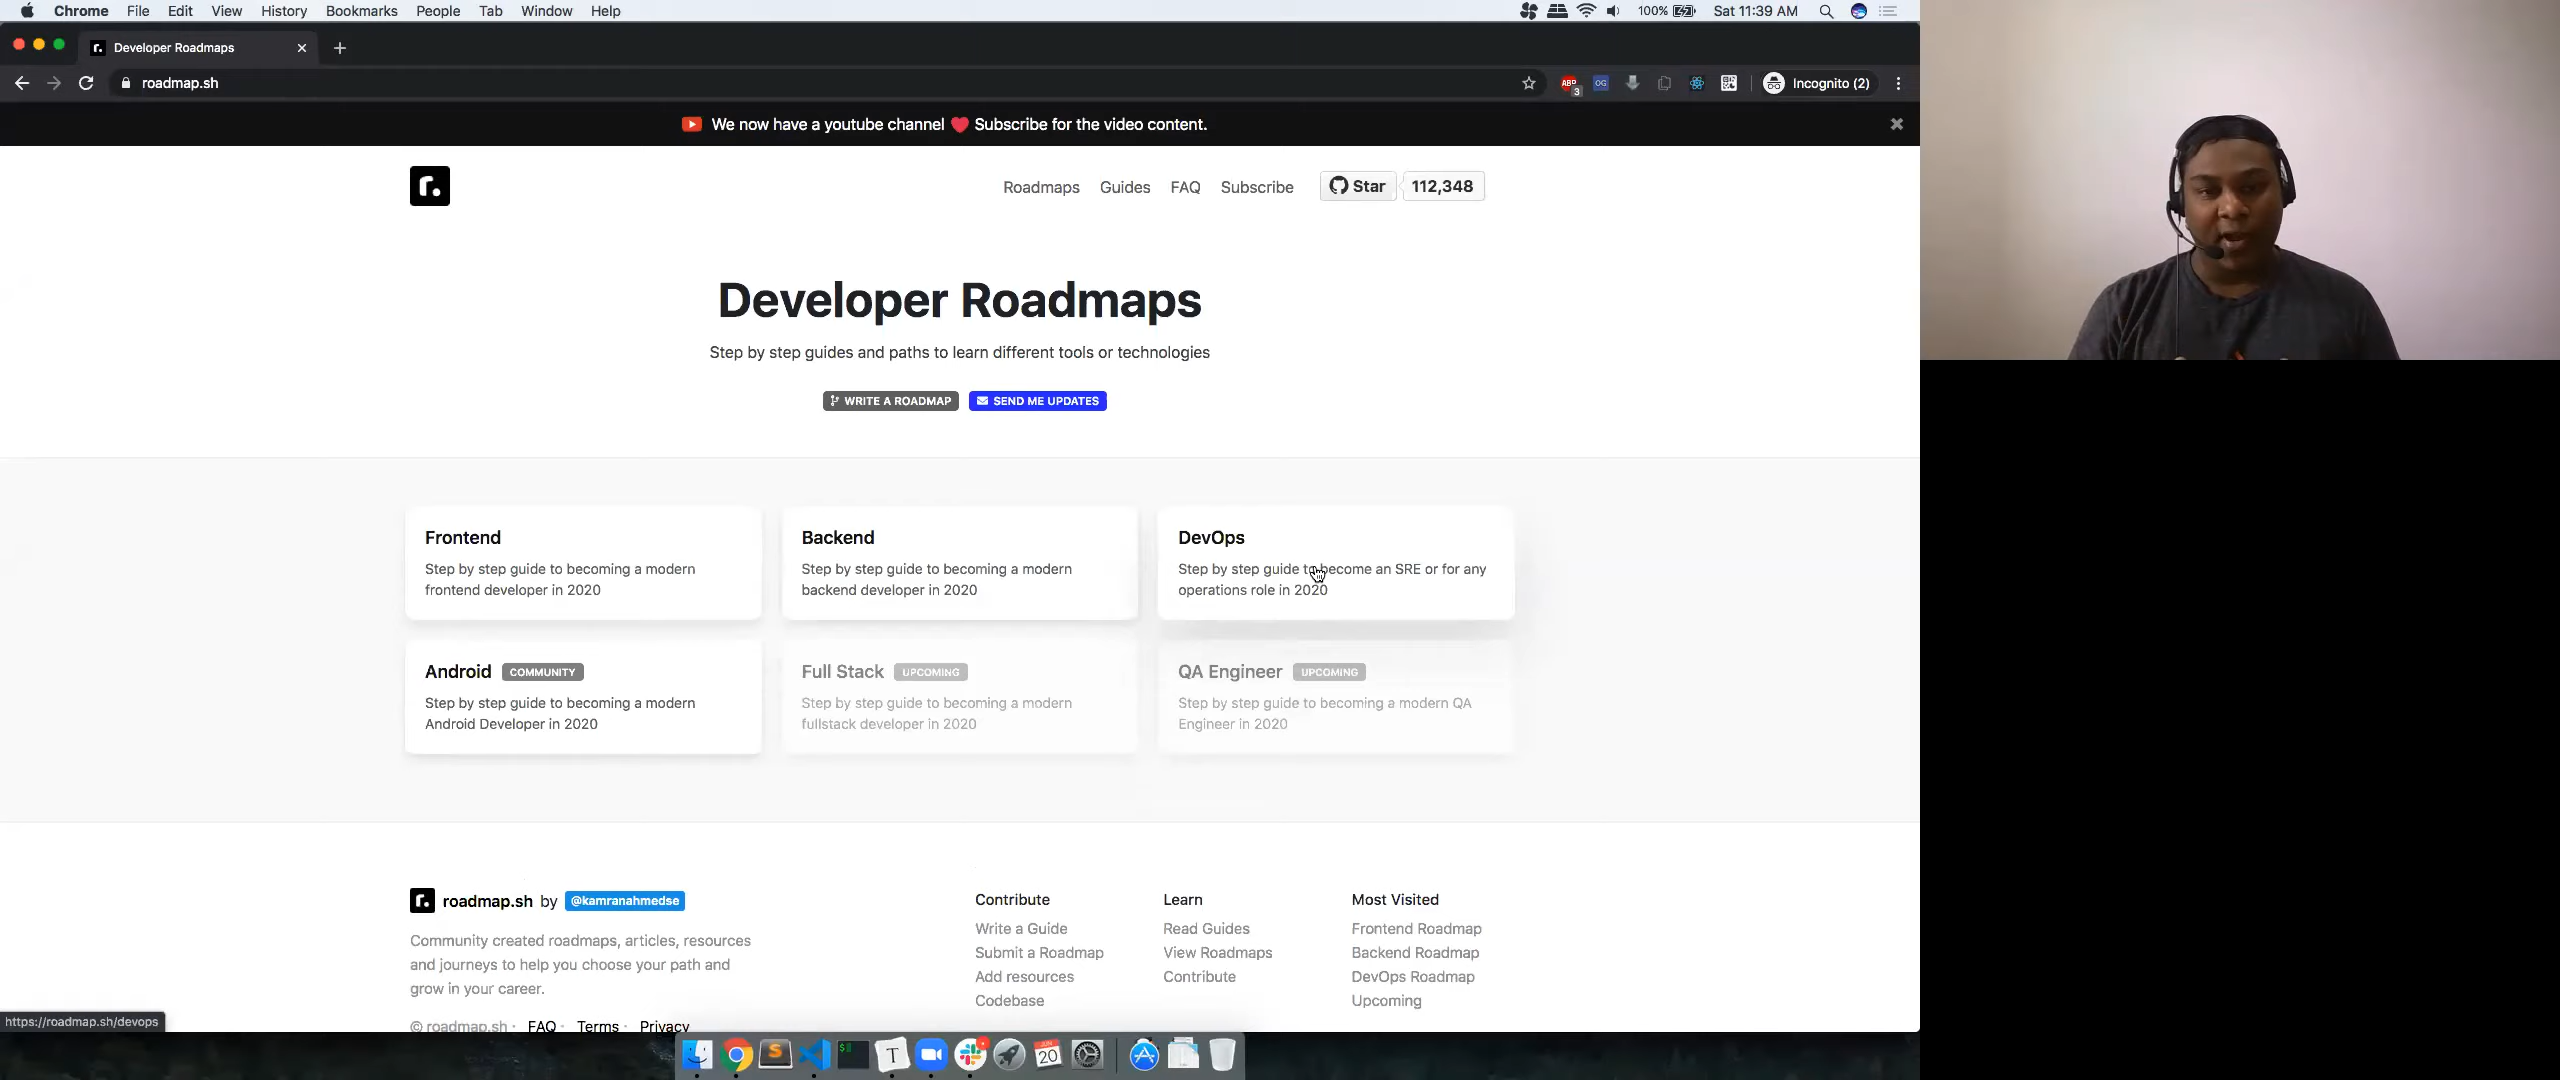 Chrome File Edit View History Bookmarks People Tab Window Help
100% Sat 11:39 AM
Developer Roadmaps
roadmap.sh
ABP
3
OG
Incognito (2)
We now have a youtube channel ❤️ Subscribe for the video content.
r.
Roadmaps Guides FAQ Subscribe
Star 112,348
Developer Roadmaps
Step by step guides and paths to learn different tools or technologies
WRITE A ROADMAP
SEND ME UPDATES
Frontend
Step by step guide to becoming a modern
frontend developer in 2020
Backend
Step by step guide to becoming a modern
backend developer in 2020
DevOps
Step by step guide to become an SRE or for any
operations role in 2020
Android COMMUNITY
Step by step guide to becoming a modern
Android Developer in 2020
Full Stack UPCOMING
Step by step guide to becoming a modern
fullstack developer in 2020
QA Engineer UPCOMING
Step by step guide to becoming a modern QA
Engineer in 2020
r. roadmap.sh by @kamranahmedse
Community created roadmaps, articles, resources
and journeys to help you choose your path and
grow in your career.
© roadmap.sh · FAQ · Terms · Privacy
Contribute
Write a Guide
Submit a Roadmap
Add resources
Codebase
Learn
Read Guides
View Roadmaps
Contribute
Most Visited
Frontend Roadmap
Backend Roadmap
DevOps Roadmap
Upcoming
https://roadmap.sh/devops
S
$
T
JUN
20